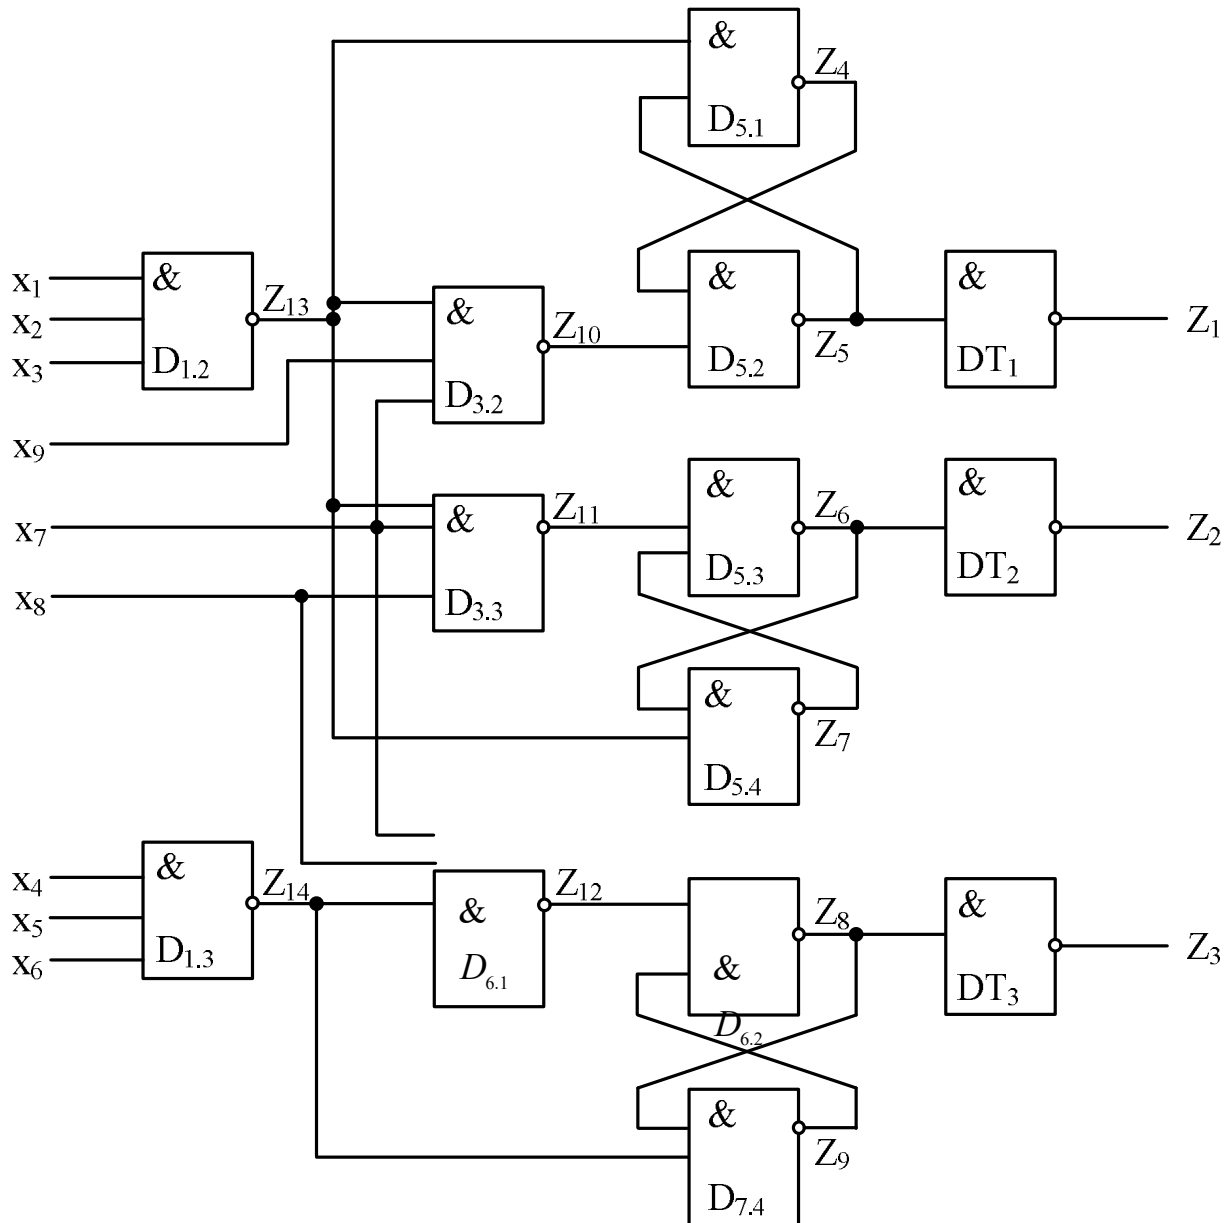 &
Z₄
D₅.₁
x₁
x₂
x₃
&
D₁.₂
Z₁₃
&
D₃.₂
Z₁₀
&
D₅.₂
Z₅
&
DT₁
Z₁
x₉
x₇
x₈
&
D₃.₃
Z₁₁
&
D₅.₃
Z₆
&
DT₂
Z₂
&
D₅.₄
Z₇
x₄
x₅
x₆
&
D₁.₃
Z₁₄
&
D₆.₁
Z₁₂
&
D₆.₂
Z₈
&
DT₃
Z₃
&
D₇.₄
Z₉